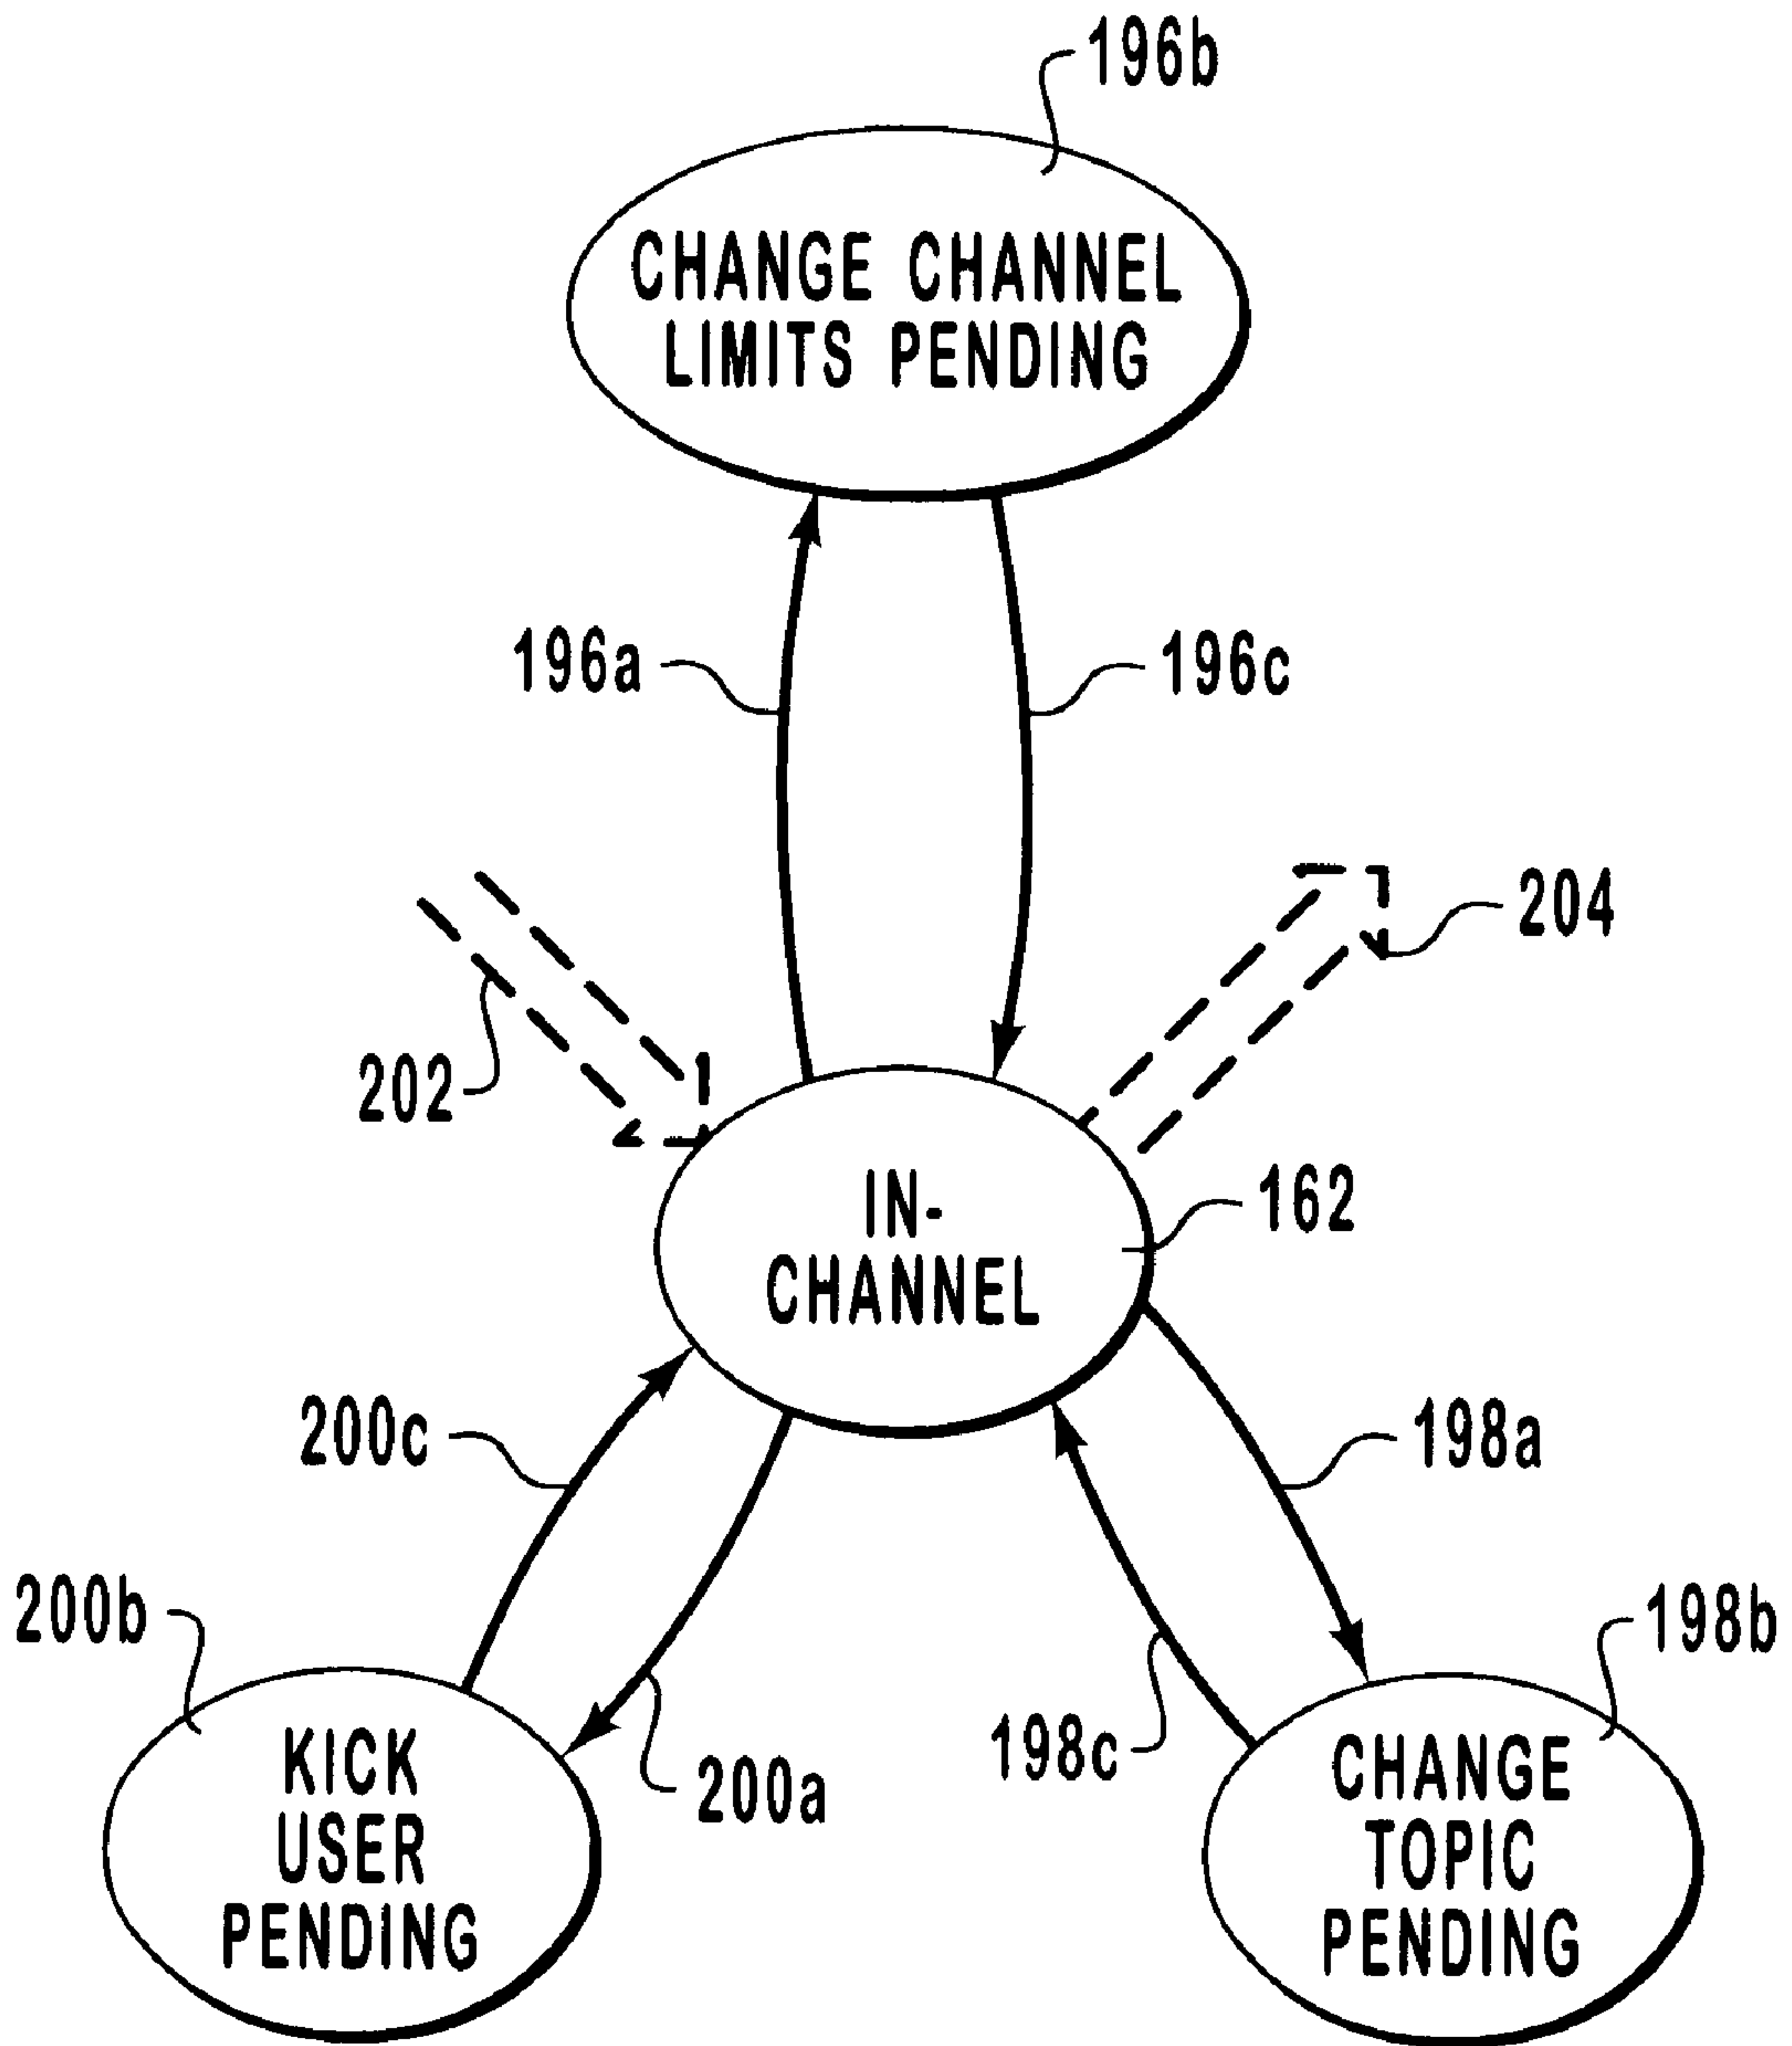 196b
CHANGE CHANNEL
LIMITS PENDING
196a
196c
204
202
162
IN-
CHANNEL
200c
198a
200b
198b
198c
200a
KICK
USER
PENDING
CHANGE
TOPIC
PENDING